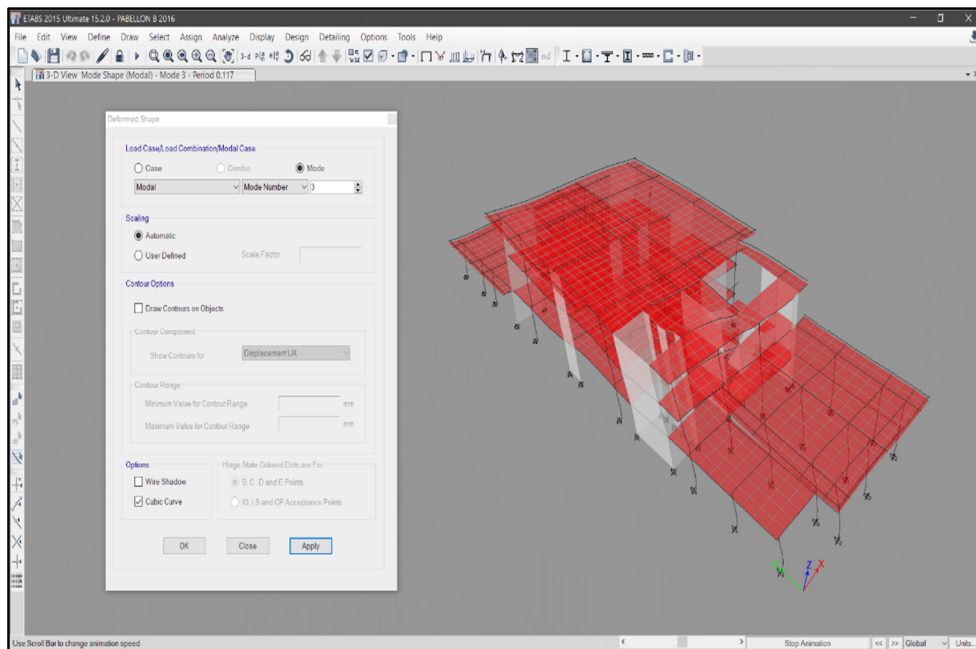 ETABS 2015 Ultimate 15.2.0 - PABELLON B 2016
File Edit View Define Draw Select Assign Analyze Display Design Detailing Options Tools Help
3-d
nd
3-D View Mode Shape (Modal) - Mode 3 - Period 0.117
Deformed Shape
Load Case/Load Combination/Modal Case
Case Combo Mode
Modal Mode Number 3
Scaling
Automatic
User Defined Scale Factor
Contour Options
Draw Contours on Objects
Contour Component
Show Contours for Displacement UX
Contour Range
Minimum Value for Contour Range mm
Maximum Value for Contour Range mm
Options Hinge State Colored Dots are For
Wire Shadow B, C, D and E Points
Cubic Curve IO, LS and CP Acceptance Points
OK Close Apply
Y Z X
Use Scroll Bar to change animation speed Stop Animation << >> Global Units...